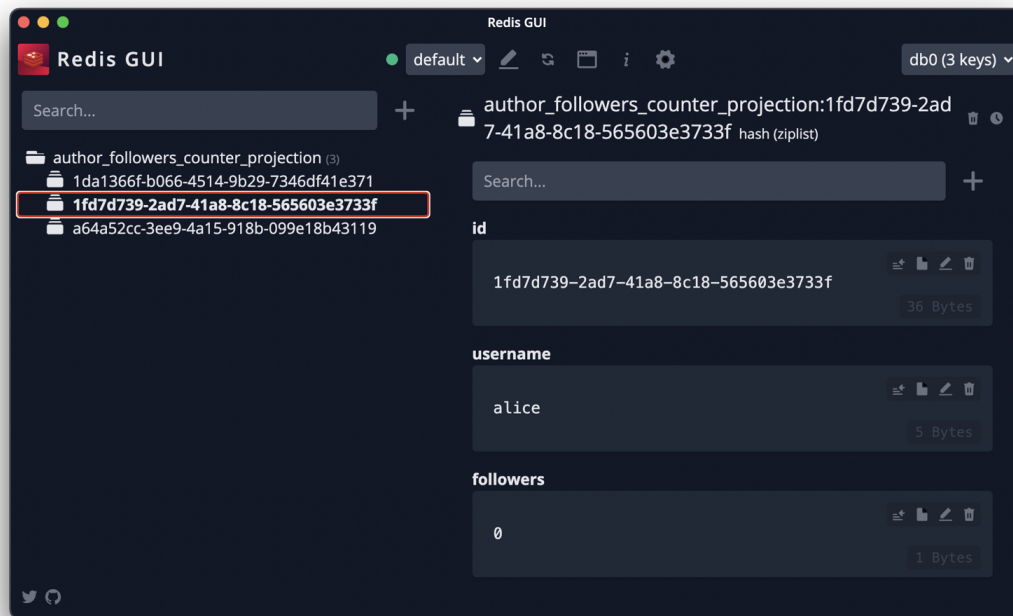 Redis GUI
Redis GUI
default
db0 (3 keys)
Search...
author_followers_counter_projection (3)
1da1366f-b066-4514-9b29-7346df41e371
1fd7d739-2ad7-41a8-8c18-565603e3733f
a64a52cc-3ee9-4a15-918b-099e18b43119
author_followers_counter_projection:1fd7d739-2ad
7-41a8-8c18-565603e3733f hash (ziplist)
Search...
id
1fd7d739-2ad7-41a8-8c18-565603e3733f
36 Bytes
username
alice
5 Bytes
followers
0
1 Bytes